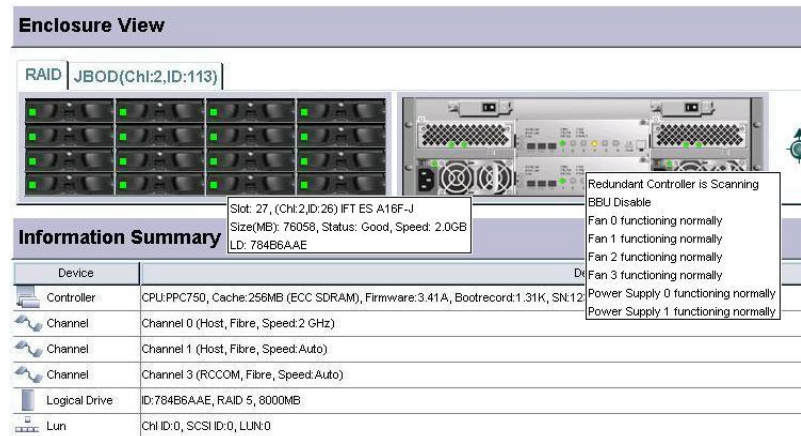 Enclosure View
RAID
JBOD(Chl:2,ID:113)
Slot: 27, (Chl:2,ID:26) IFT ES A16F-J
Size(MB): 76058, Status: Good, Speed: 2.0GB
LD: 784B6AAE
Redundant Controller is Scanning
BBU Disable
Fan 0 functioning normally
Fan 1 functioning normally
Fan 2 functioning normally
Fan 3 functioning normally
Power Supply 0 functioning normally
Power Supply 1 functioning normally
Information Summary
Device
Controller
CPU:PPC750, Cache:256MB (ECC SDRAM), Firmware:3.41A, Bootrecord:1.31K, SN:12
Channel
Channel 0 (Host, Fibre, Speed:2 GHz)
Channel
Channel 1 (Host, Fibre, Speed:Auto)
Channel
Channel 3 (RCCOM, Fibre, Speed:Auto)
Logical Drive
ID:784B6AAE, RAID 5, 8000MB
Lun
Chl ID:0, SCSI ID:0, LUN:0